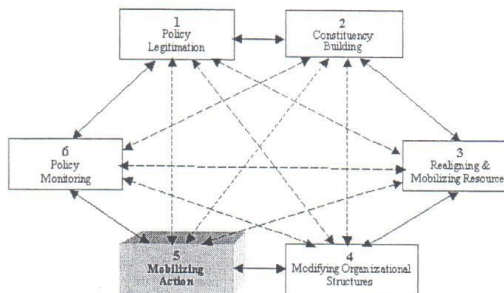 1
Policy
Legitimation
2
Constituency
Building
6
Policy
Monitoring
3
Realigning &
Mobilizing Resource
5
Mobilizing
Action
4
Modifying Organizational
Structures